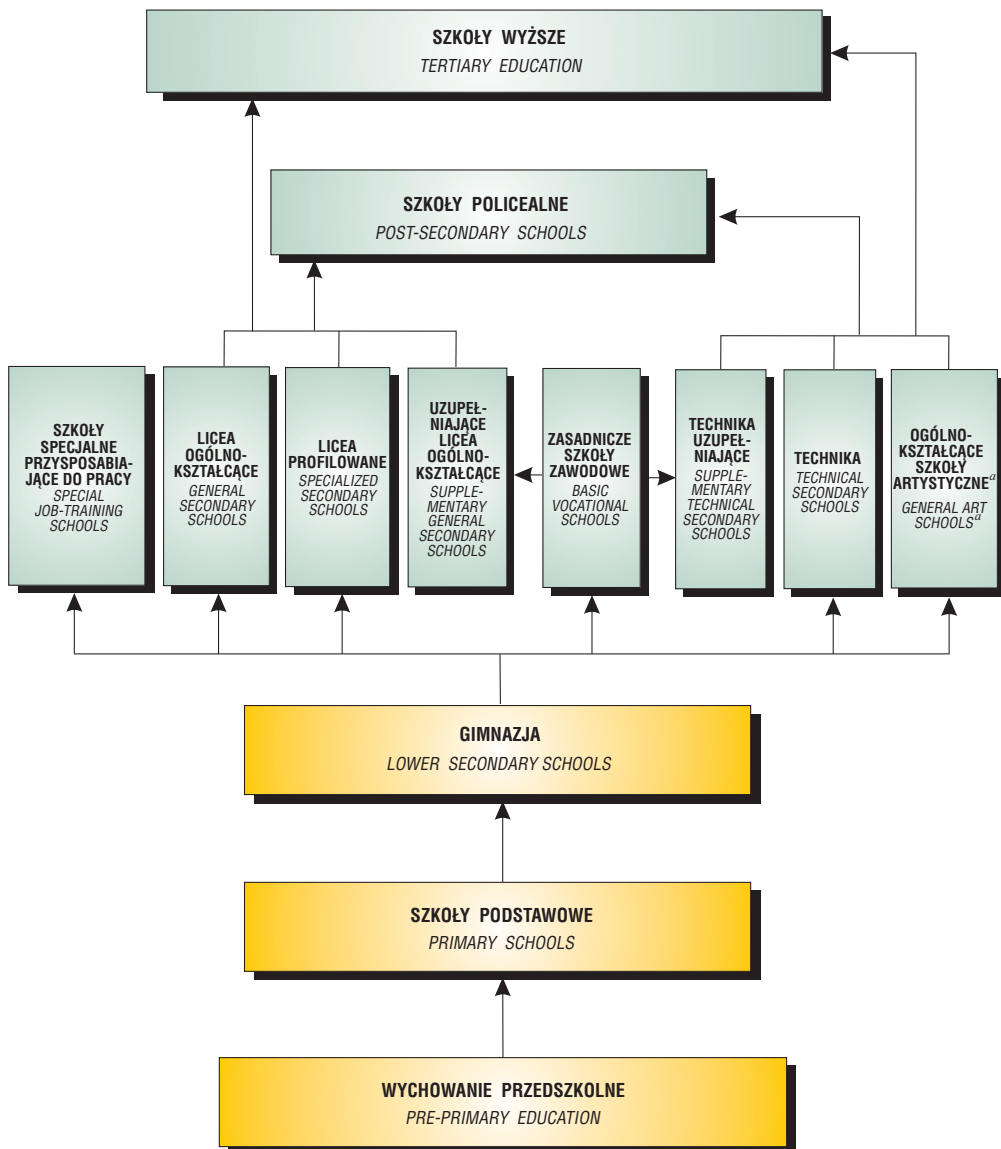 SZKOŁY WYŻSZE
TERTIARY EDUCATION
SZKOŁY POLICEALNE
POST-SECONDARY SCHOOLS
SZKOŁY
SPECJALNE
PRZYSPOSABIA-
JĄCE DO PRACY
SPECIAL
JOB-TRAINING
SCHOOLS
LICEA
OGÓLNO-
KSZTAŁCĄCE
GENERAL
SECONDARY
SCHOOLS
LICEA
PROFILOWANE
SPECIALIZED
SECONDARY
SCHOOLS
UZUPEŁ-
NIAJĄCE
LICEA
OGÓLNO-
KSZTAŁCĄCE
SUPPLE-
MENTARY
GENERAL
SECONDARY
SCHOOLS
ZASADNICZE
SZKOŁY
ZAWODOWE
BASIC
VOCATIONAL
SCHOOLS
TECHNIKA
UZUPEŁ-
NIAJĄCE
SUPPLE-
MENTARY
TECHNICAL
SECONDARY
SCHOOLS
TECHNIKA
TECHNICAL
SECONDARY
SCHOOLS
OGÓLNO-
KSZTAŁCĄCE
SZKOŁY
ARTYSTYCZNEᵃ
GENERAL ART
SCHOOLSᵃ
GIMNAZJA
LOWER SECONDARY SCHOOLS
SZKOŁY PODSTAWOWE
PRIMARY SCHOOLS
WYCHOWANIE PRZEDSZKOLNE
PRE-PRIMARY EDUCATION